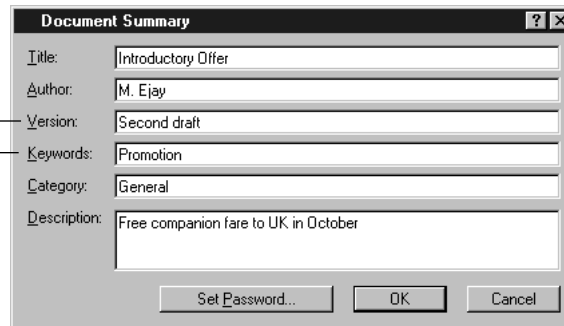 Document Summary
Title: Introductory Offer
Author: M. Ejay
Version: Second draft
Keywords: Promotion
Category: General
Description: Free companion fare to UK in October
Set Password... OK Cancel